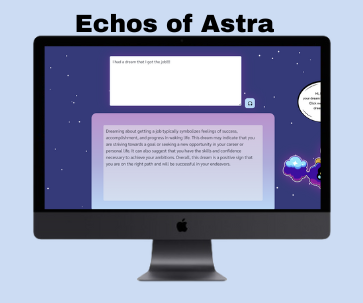 Echos of Astra
I had a dream that I got the job!!!
Dreaming about getting a job typically symbolizes feelings of success,
accomplishment, and progress in waking life. This dream may indicate that you
are striving towards a goal or seeking a new opportunity in your career or
personal life. It can also suggest that you have the skills and confidence
necessary to achieve your ambitions. Overall, this dream is a positive sign that
you are on the right path and will be successful in your endeavors.